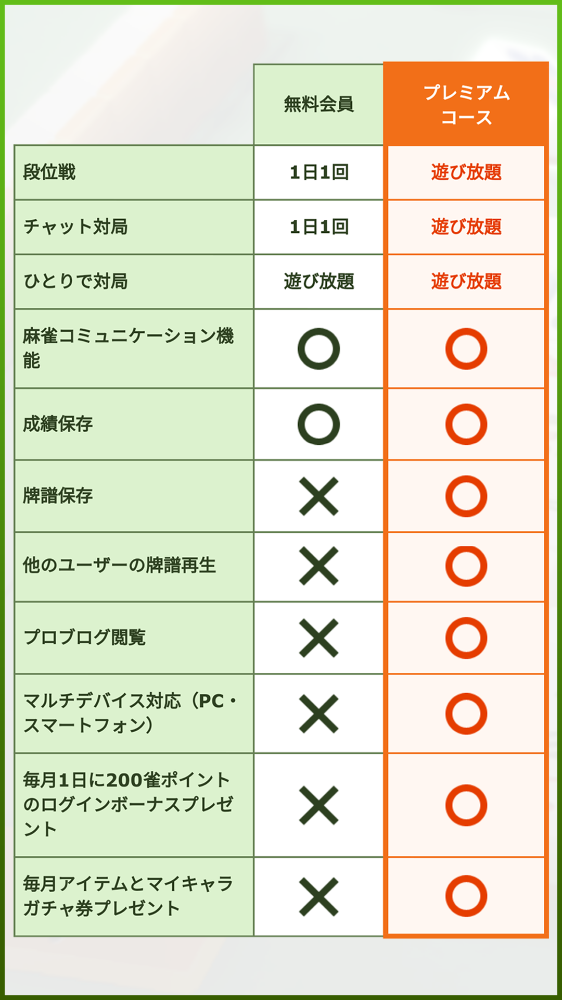 無料会員
プレミアム
コース
段位戦
1日1回
遊び放題
チャット対局
1日1回
遊び放題
ひとりで対局
遊び放題
遊び放題
麻雀コミュニケーション機
能
成績保存
牌譜保存
他のユーザーの牌譜再生
プロブログ閲覧
マルチデバイス対応（PC・
スマートフォン）
毎月1日に200雀ポイント
のログインボーナスプレゼ
ント
毎月アイテムとマイキャラ
ガチャ券プレゼント